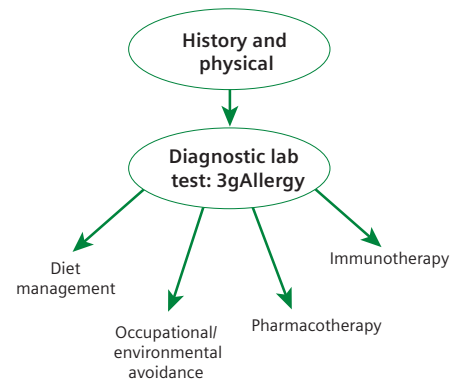 History and
physical
Diagnostic lab
test: 3gAllergy
Diet
management
Occupational/
environmental
avoidance
Pharmacotherapy
Immunotherapy